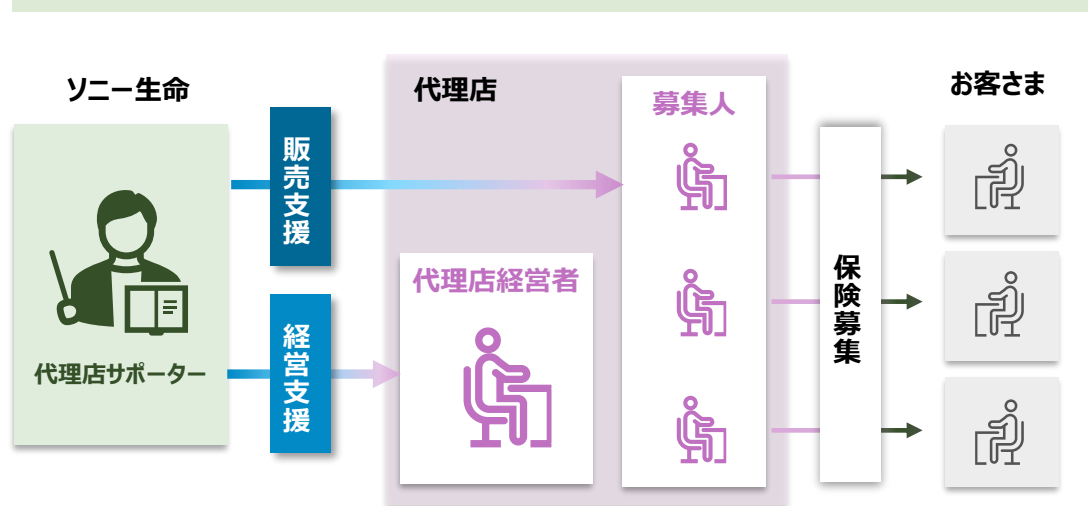 ソニー生命
代理店サポーター
販売支援
経営支援
代理店
代理店経営者
募集人
保険募集
お客さま